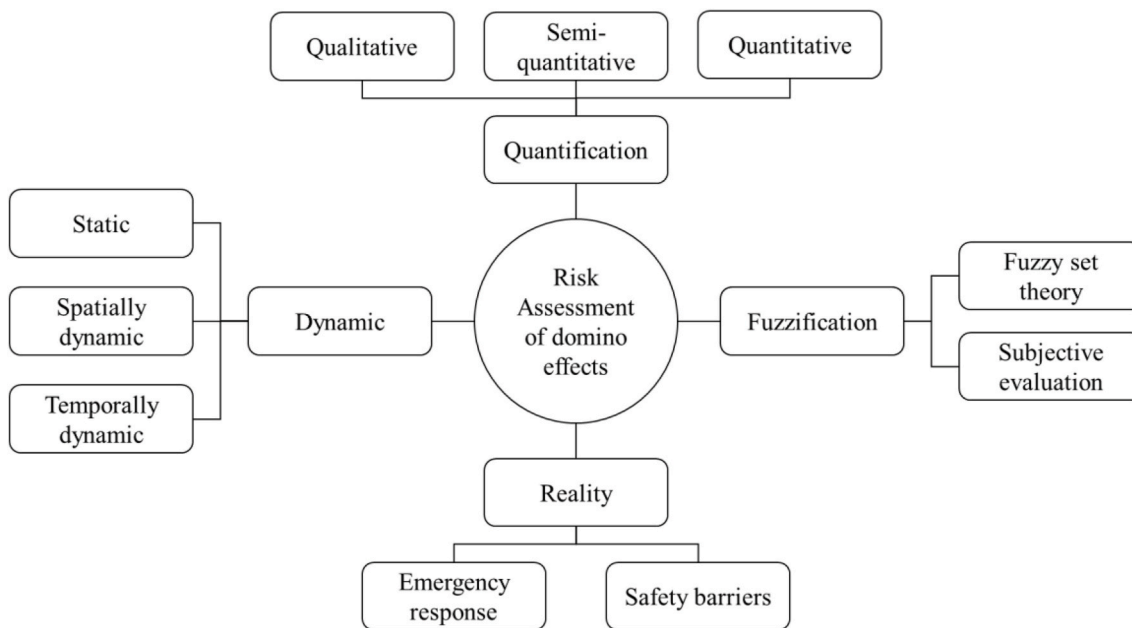 Qualitative
Semi-
quantitative
Quantitative
Quantification
Static
Spatially
dynamic
Temporally
dynamic
Dynamic
Risk
Assessment
of domino
effects
Fuzzification
Fuzzy set
theory
Subjective
evaluation
Reality
Emergency
response
Safety barriers